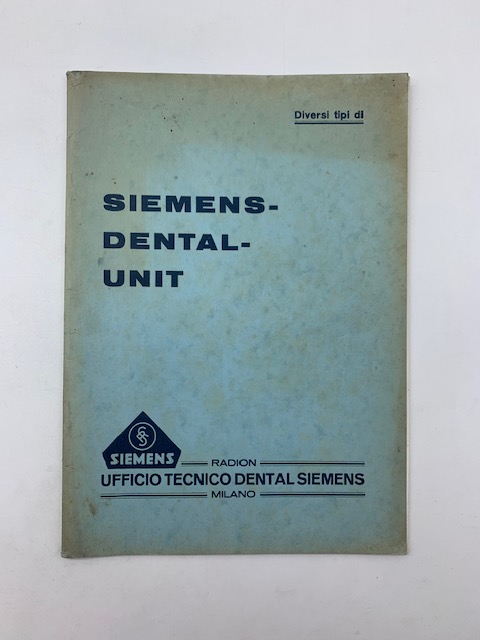 Diversi tipi di
SIEMENS-
DENTAL-
UNIT
SIEMENS
RADION
UFFICIO TECNICO DENTAL SIEMENS
MILANO